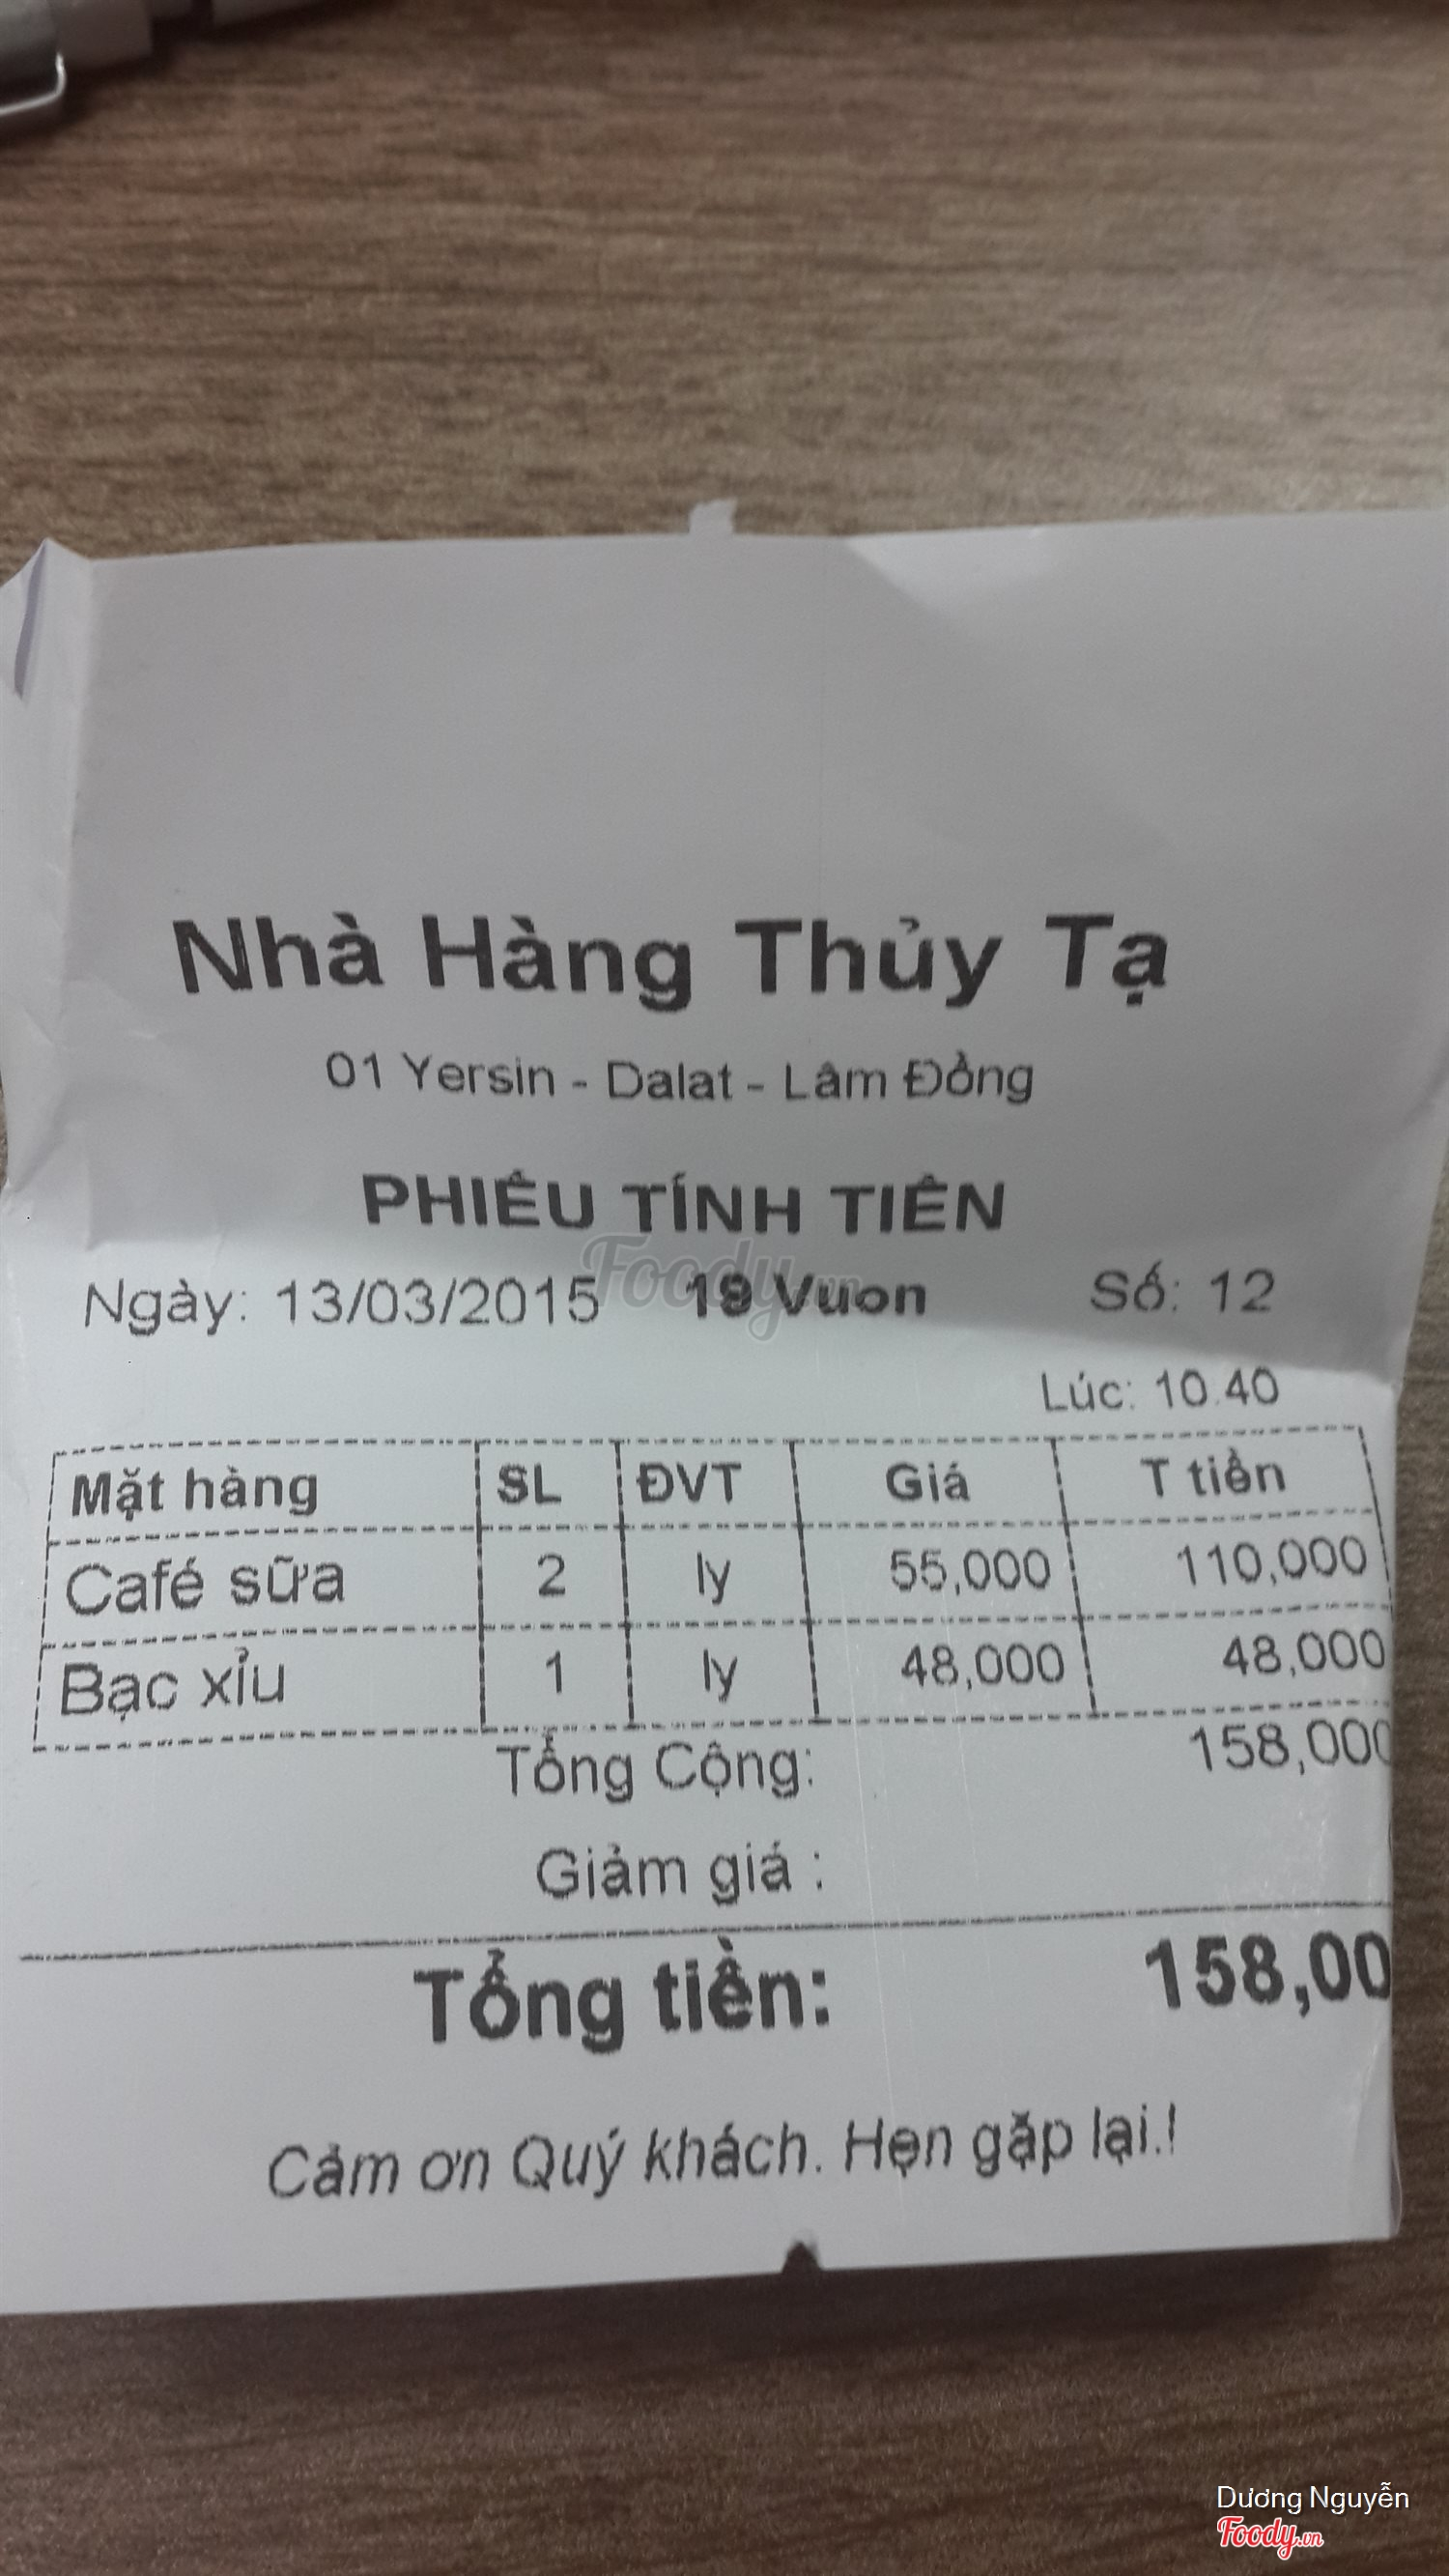 Nhà Hàng Thủy Tạ
01 Yersin - Dalat - Lâm Đồng
PHIẾU TÍNH TIỀN
Ngày: 13/03/2015 19 Vuon Số: 12
Lúc: 10.40
Mặt hàng SL ĐVT Giá T tiền
Café sữa 2 ly 55,000 110,000
Bạc xỉu 1 ly 48,000 48,000
Tổng Cộng: 158,000
Giảm giá :
Tổng tiền: 158,00
Cám ơn Quý khách. Hẹn gặp lại.!
Foody.vn
Dương Nguyễn
Foody.vn